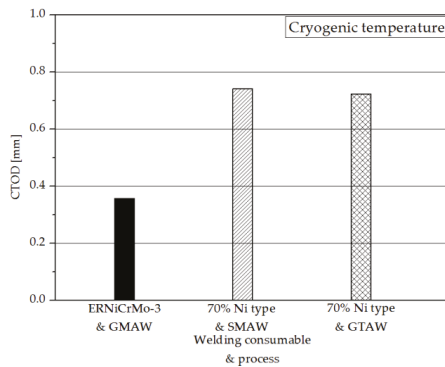 Cryogenic temperature
1.0
0.8
0.6
0.4
0.2
0.0
CTOD [mm]
ERNiCrMo-3 70% Ni type 70% Ni type
& GMAW & SMAW & GTAW
Welding consumable
& process